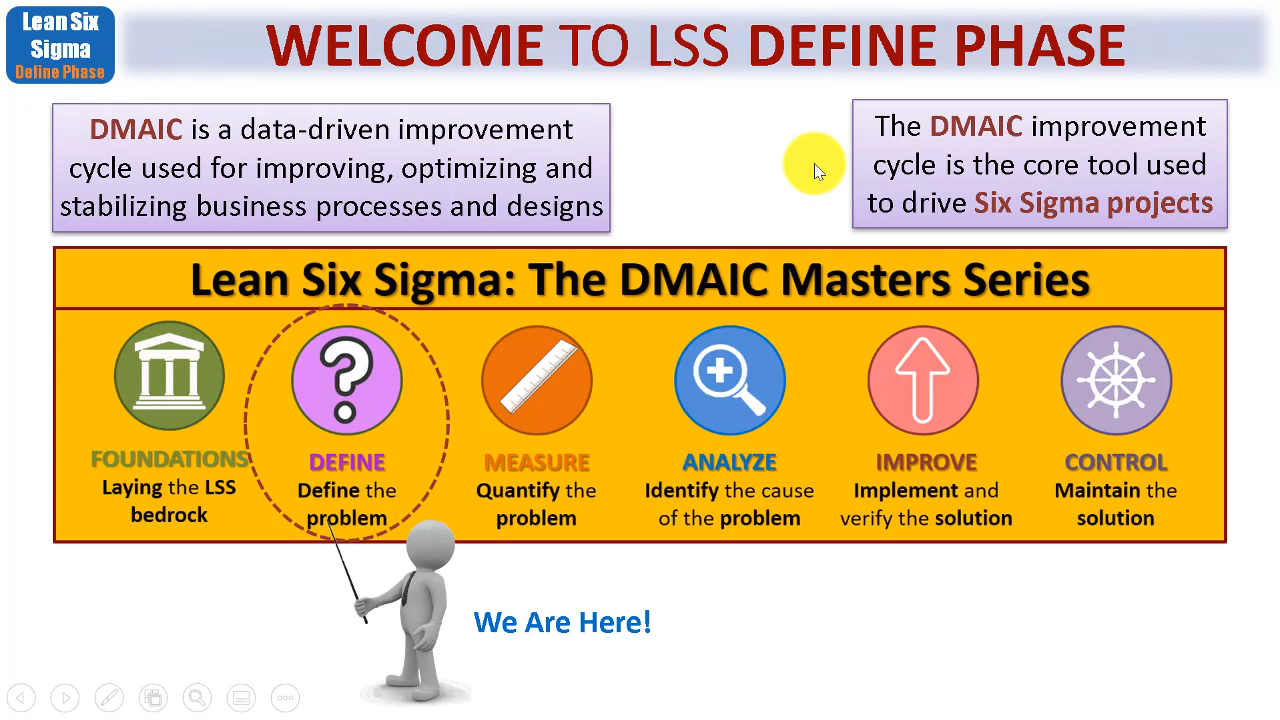 Lean Six
Sigma
Define Phase
WELCOME TO LSS DEFINE PHASE
DMAIC is a data-driven improvement
cycle used for improving, optimizing and
stabilizing business processes and designs
The DMAIC improvement
cycle is the core tool used
to drive Six Sigma projects
Lean Six Sigma: The DMAIC Masters Series
FOUNDATIONS
Laying the LSS
bedrock
DEFINE
Define the
problem
MEASURE
Quantify the
problem
ANALYZE
Identify the cause
of the problem
IMPROVE
Implement and
verify the solution
CONTROL
Maintain the
solution
We Are Here!